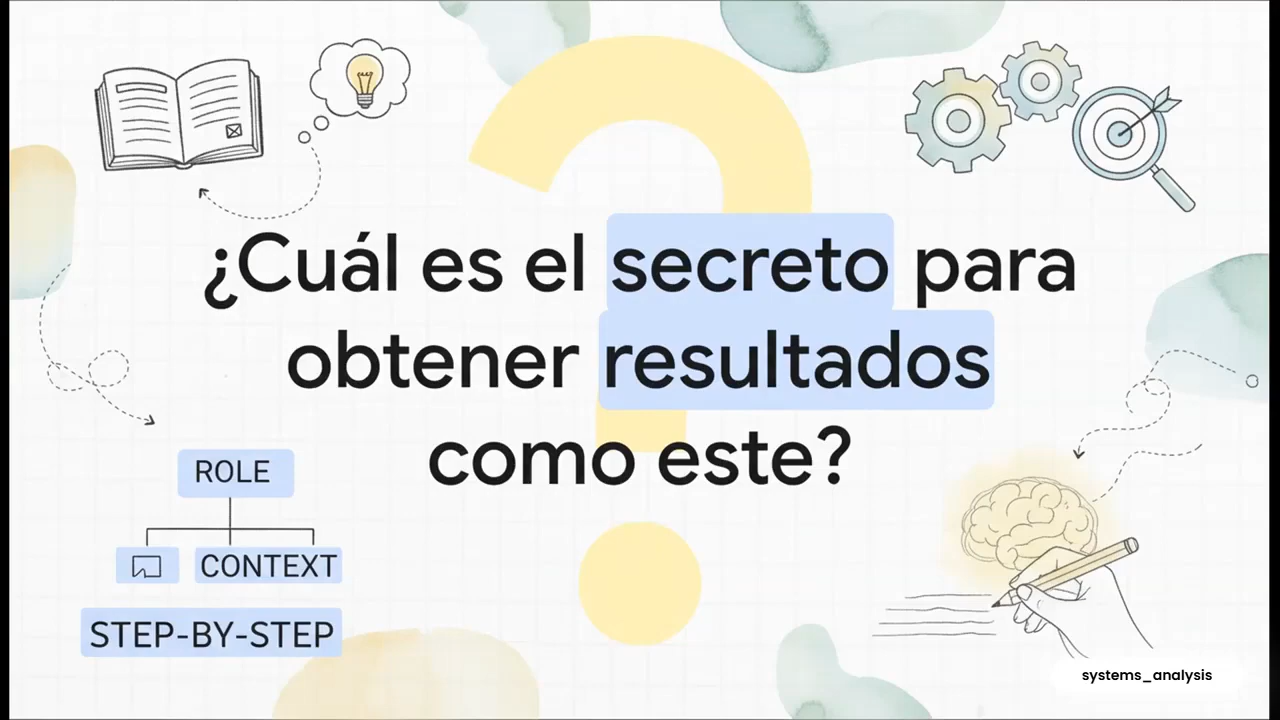 ¿Cuál es el secreto para
obtener resultados
como este?
ROLE
CONTEXT
STEP-BY-STEP
systems_analysis